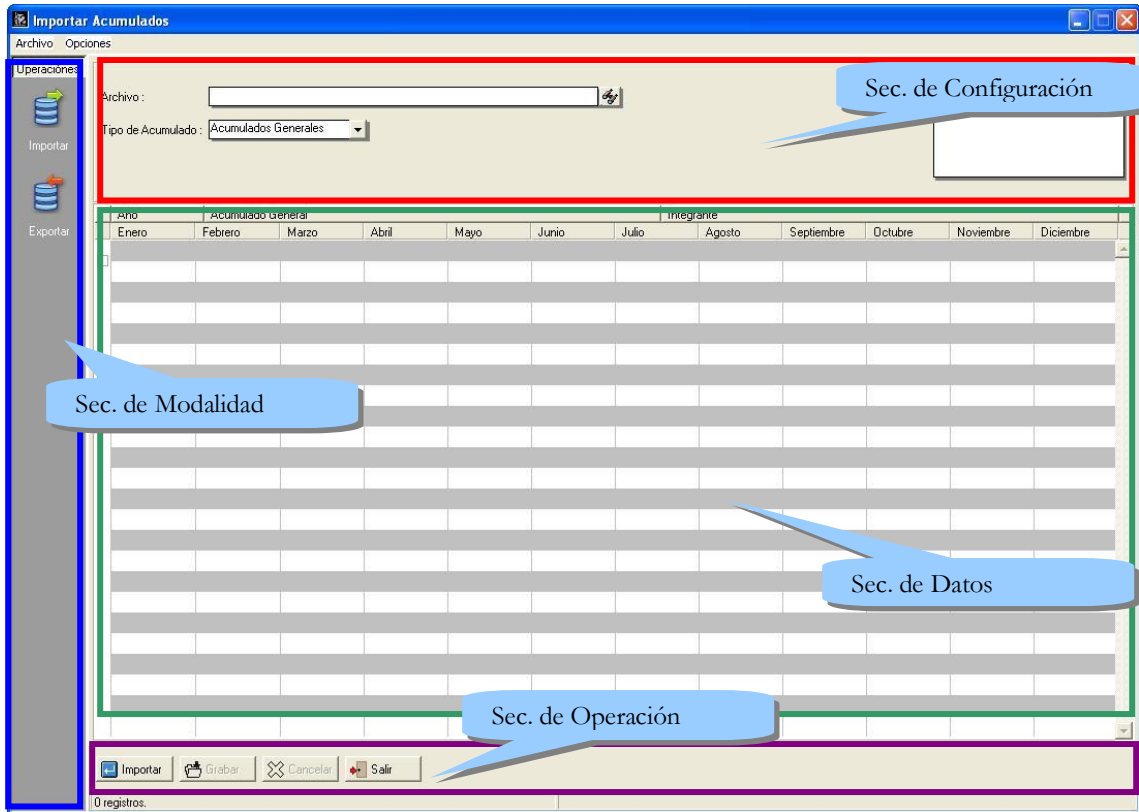 Importar Acumulados
Archivo Opciones
Operaciónes
Importar
Exportar
Archivo :
Tipo de Acumulado : Acumulados Generales
Sec. de Configuración
Año Acumulado General Integrante
Enero Febrero Marzo Abril Mayo Junio Julio Agosto Septiembre Octubre Noviembre Diciembre
Sec. de Modalidad
Sec. de Datos
Sec. de Operación
Importar Grabar Cancelar Salir
0 registros.